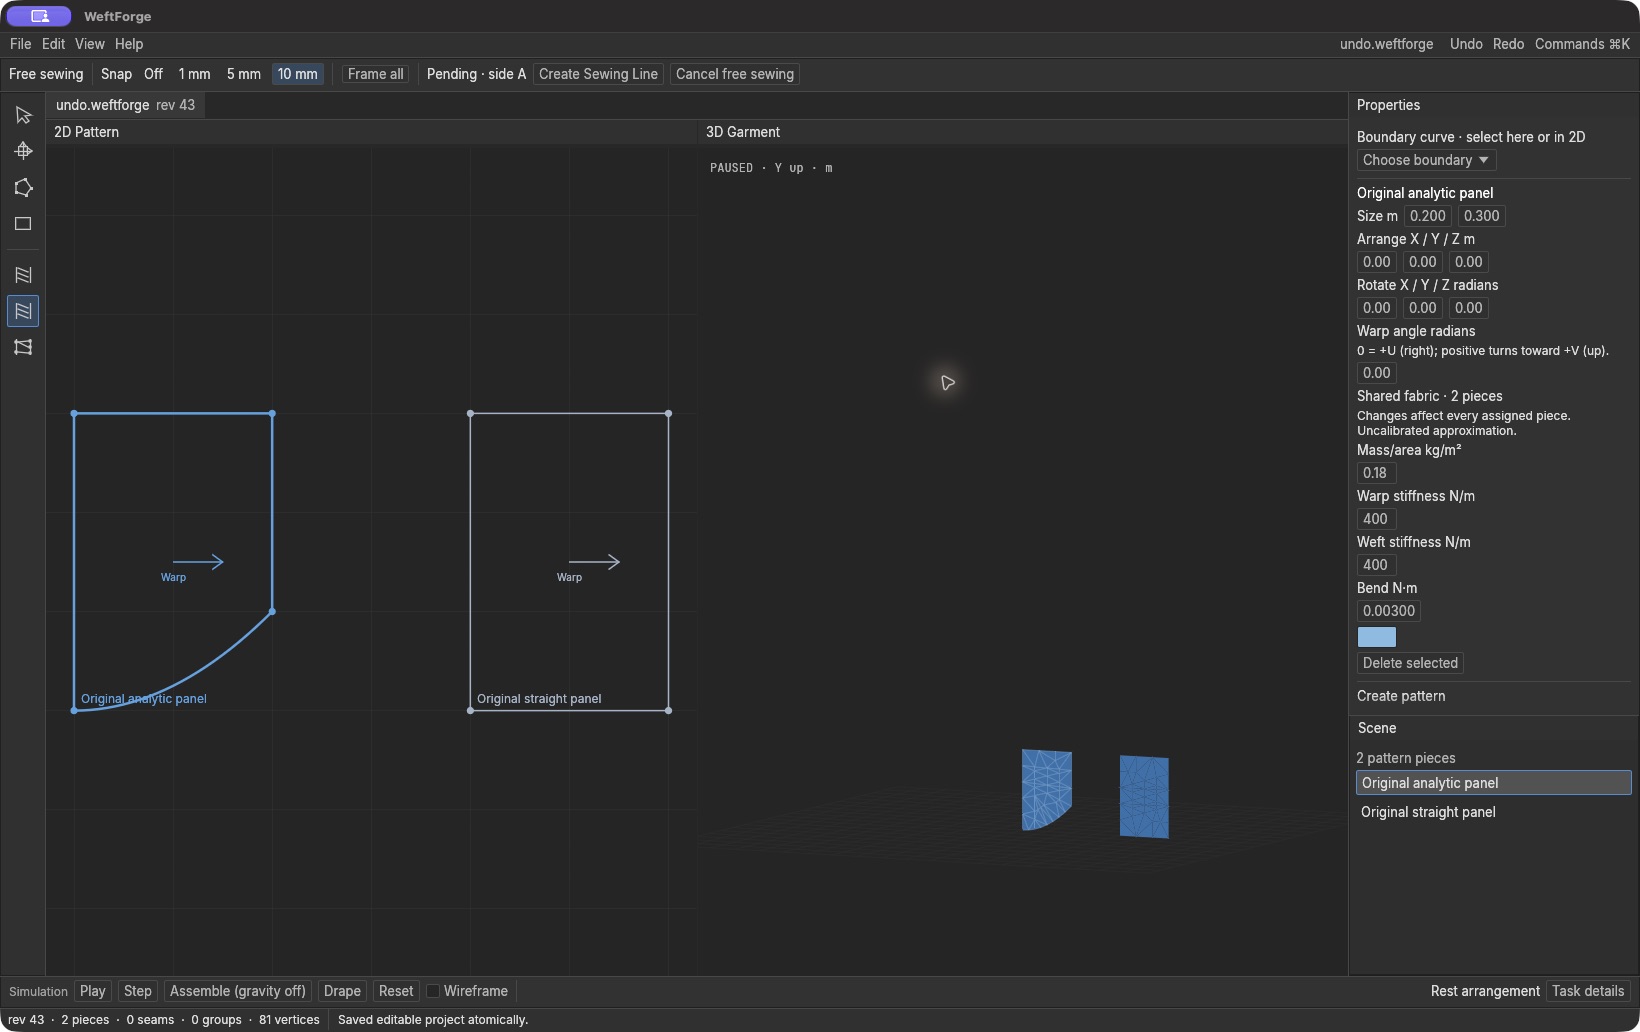 WeftForge
File Edit View Help
undo.weftforge Undo Redo Commands ⌘K
Free sewing Snap Off 1 mm 5 mm 10 mm Frame all Pending · side A Create Sewing Line Cancel free sewing
undo.weftforge rev 43
2D Pattern
Warp
Original analytic panel
Warp
Original straight panel
3D Garment
PAUSED · Y up · m
Properties
Boundary curve · select here or in 2D
Choose boundary
Original analytic panel
Size m 0.200 0.300
Arrange X / Y / Z m
0.00 0.00 0.00
Rotate X / Y / Z radians
0.00 0.00 0.00
Warp angle radians
0 = +U (right); positive turns toward +V (up).
0.00
Shared fabric · 2 pieces
Changes affect every assigned piece.
Uncalibrated approximation.
Mass/area kg/m²
0.18
Warp stiffness N/m
400
Weft stiffness N/m
400
Bend N·m
0.00300
Delete selected
Create pattern
Scene
2 pattern pieces
Original analytic panel
Original straight panel
Simulation Play Step Assemble (gravity off) Drape Reset Wireframe
Rest arrangement Task details
rev 43 · 2 pieces · 0 seams · 0 groups · 81 vertices Saved editable project atomically.